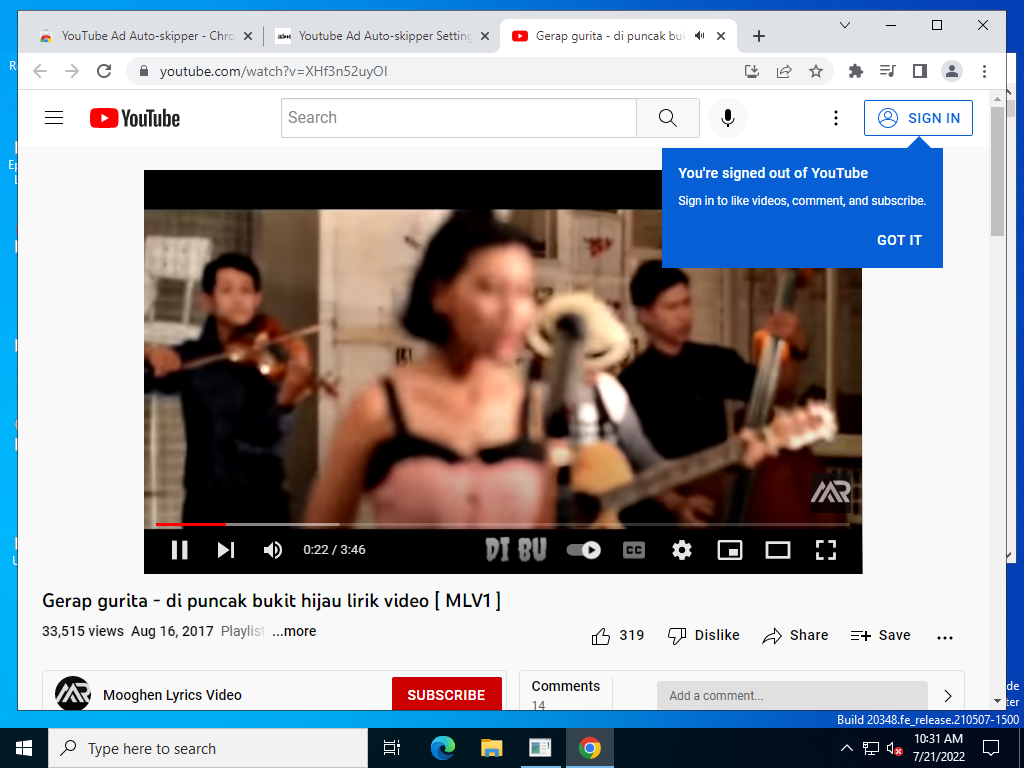 YouTube Ad Auto-skipper - Chro
Youtube Ad Auto-skipper Setting
Gerap gurita - di puncak buk
youtube.com/watch?v=XHf3n52uyOI
YouTube
Search
SIGN IN
You're signed out of YouTube
Sign in to like videos, comment, and subscribe.
GOT IT
MR
DI BU
0:22 / 3:46
CC
Gerap gurita - di puncak bukit hijau lirik video [ MLV1 ]
33,515 views Aug 16, 2017 Playlist ...more
319
Dislike
Share
Save
Mooghen Lyrics Video
SUBSCRIBE
Comments
14
Add a comment...
Build 20348.fe_release.210507-1500
Type here to search
10:31 AM
7/21/2022